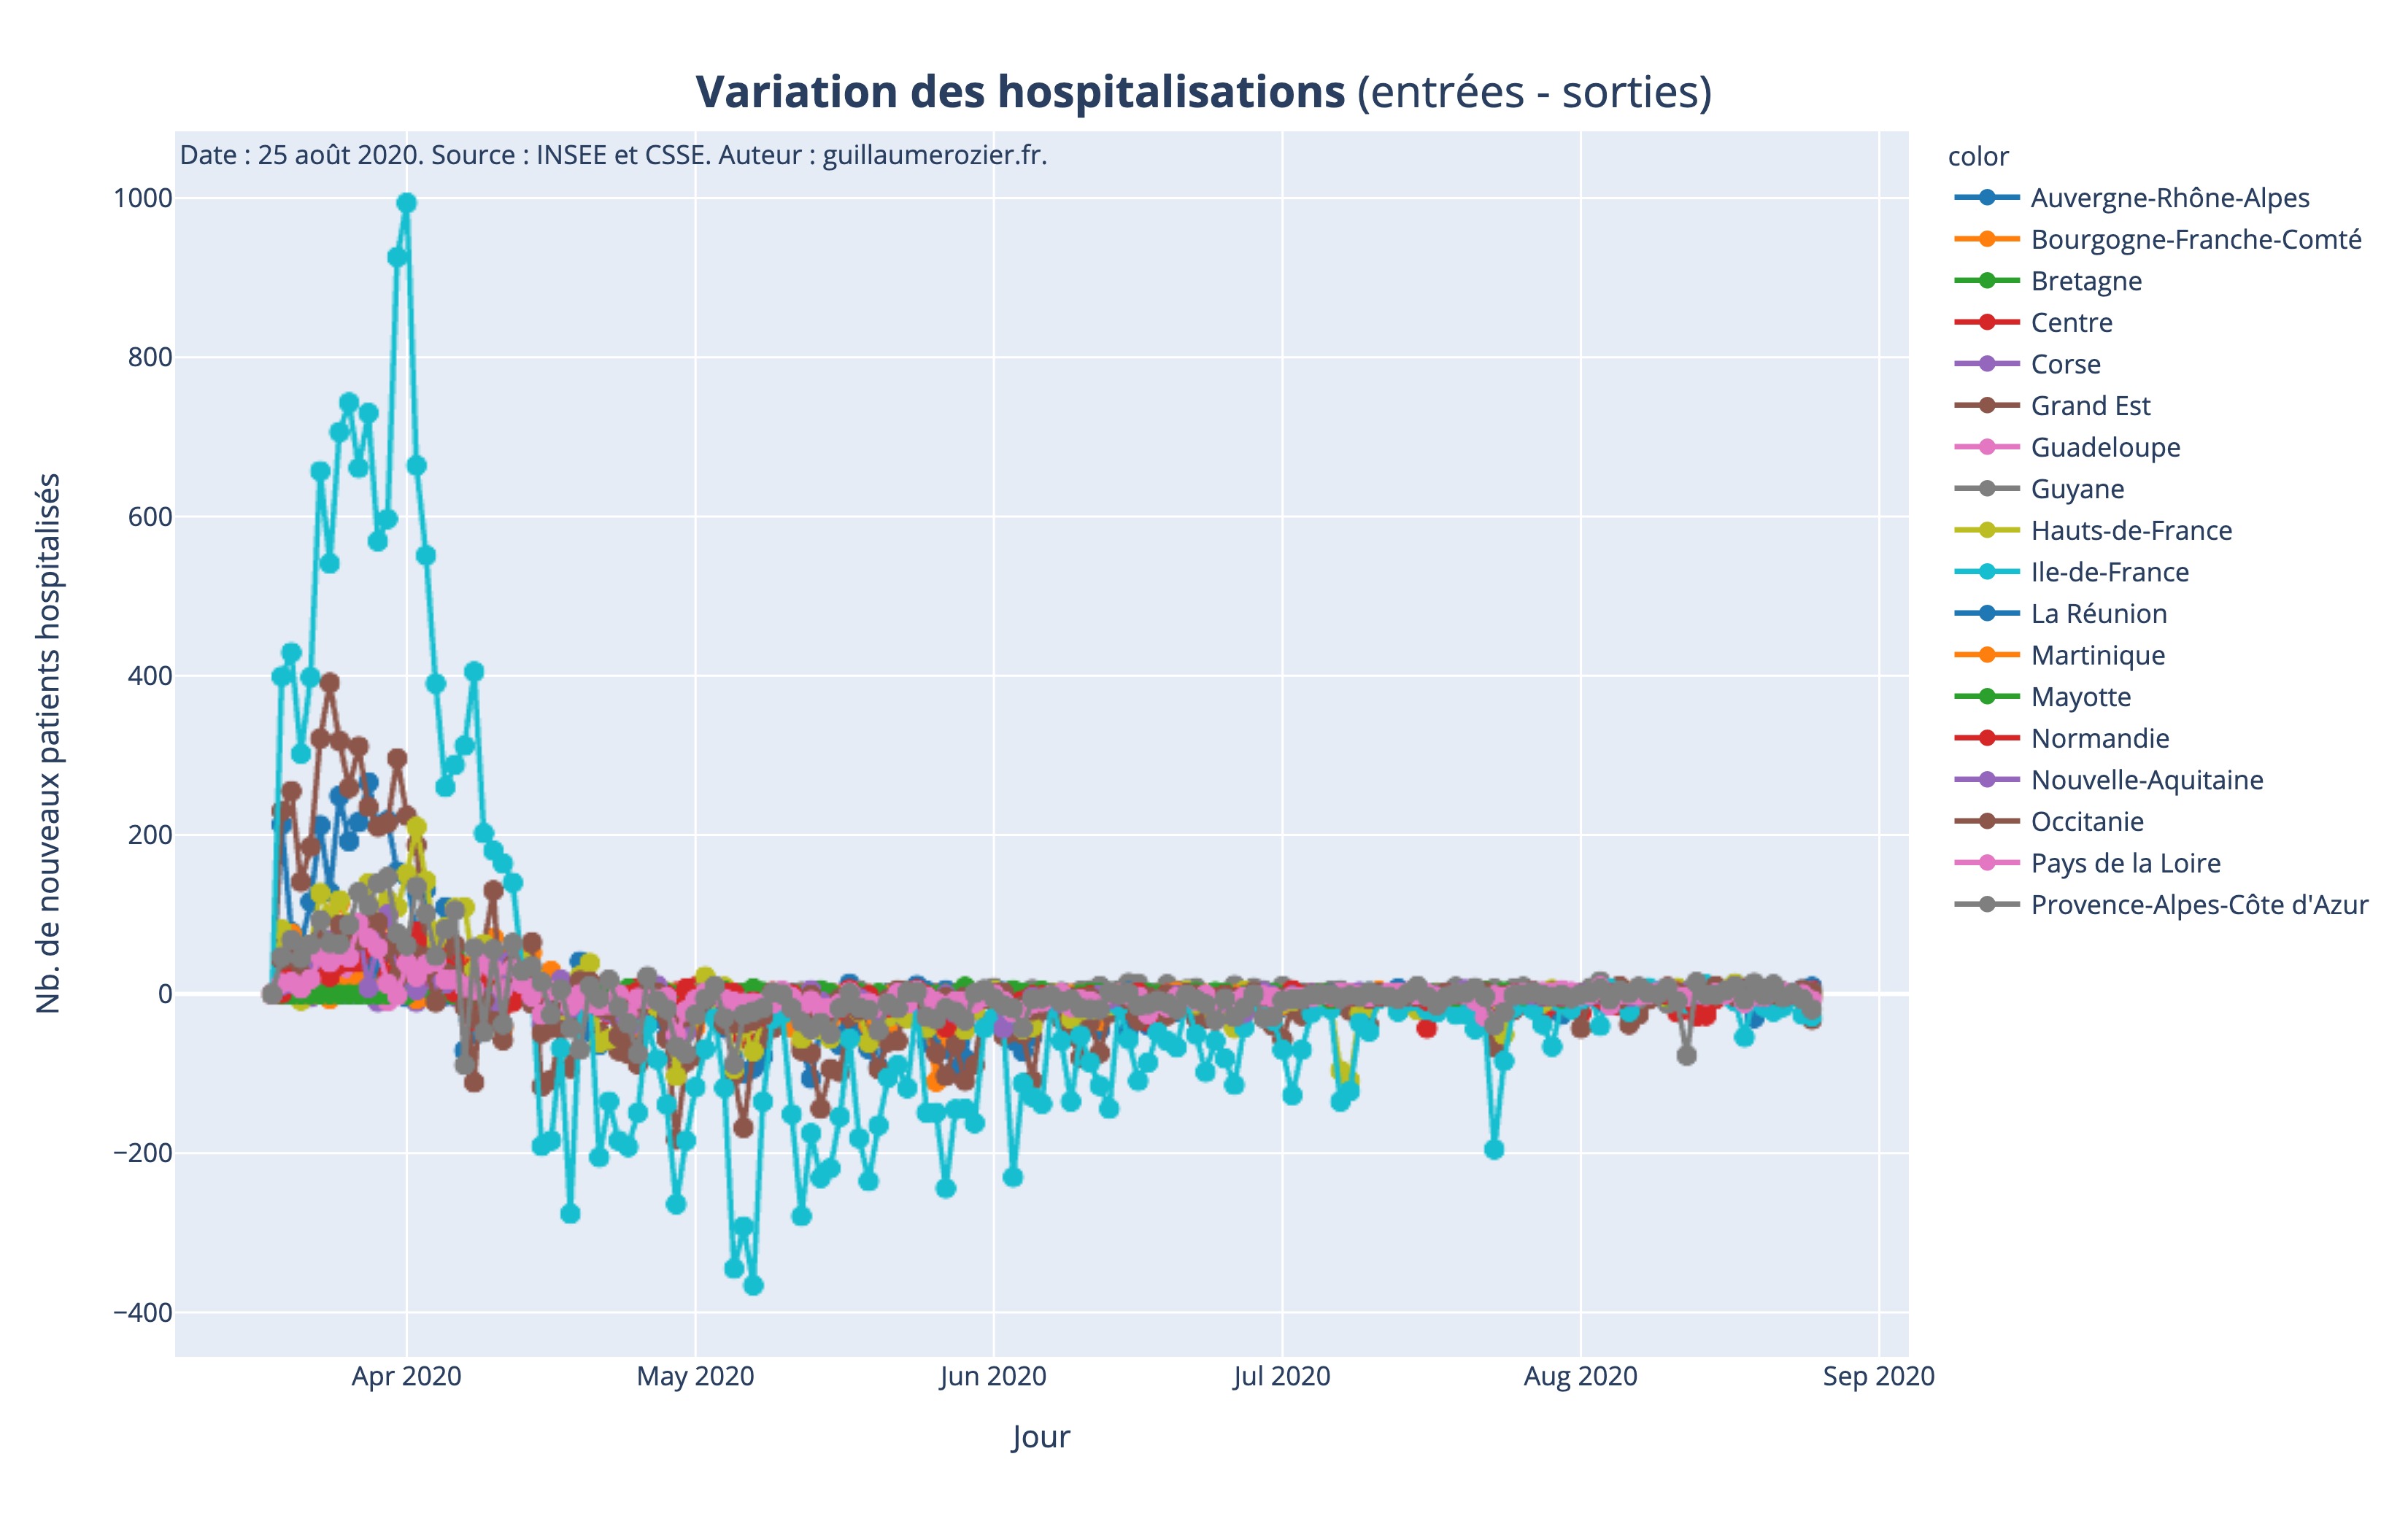 Variation des hospitalisations (entrées - sorties)
Date : 25 août 2020. Source : INSEE et CSSE. Auteur : guillaumerozier.fr.
Nb. de nouveaux patients hospitalisés
1000
800
600
400
200
0
−200
−400
Apr 2020
May 2020
Jun 2020
Jul 2020
Aug 2020
Sep 2020
Jour
color
Auvergne-Rhône-Alpes
Bourgogne-Franche-Comté
Bretagne
Centre
Corse
Grand Est
Guadeloupe
Guyane
Hauts-de-France
Ile-de-France
La Réunion
Martinique
Mayotte
Normandie
Nouvelle-Aquitaine
Occitanie
Pays de la Loire
Provence-Alpes-Côte d'Azur